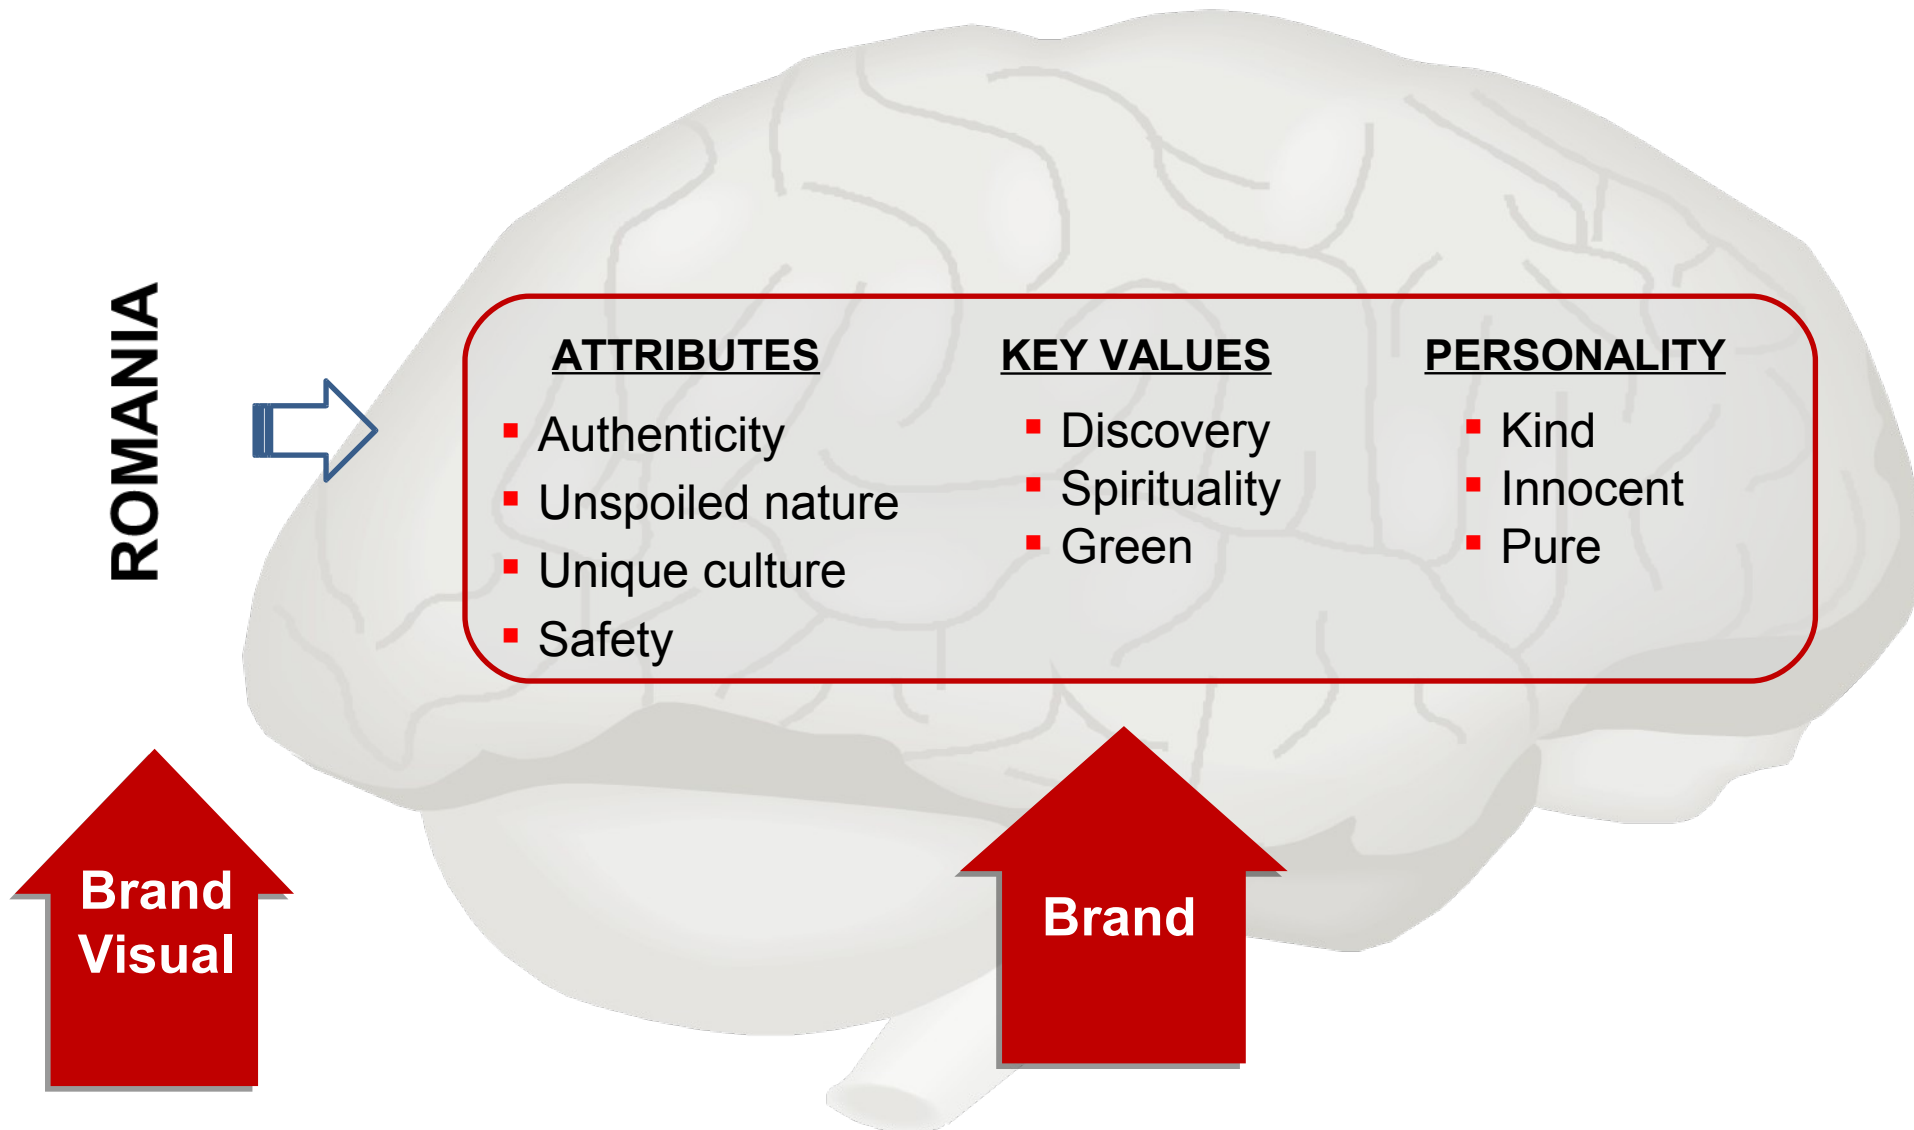 ROMANIA
ATTRIBUTES
Authenticity
Unspoiled nature
Unique culture
Safety
KEY VALUES
Discovery
Spirituality
Green
PERSONALITY
Kind
Innocent
Pure
Brand
Visual
Brand